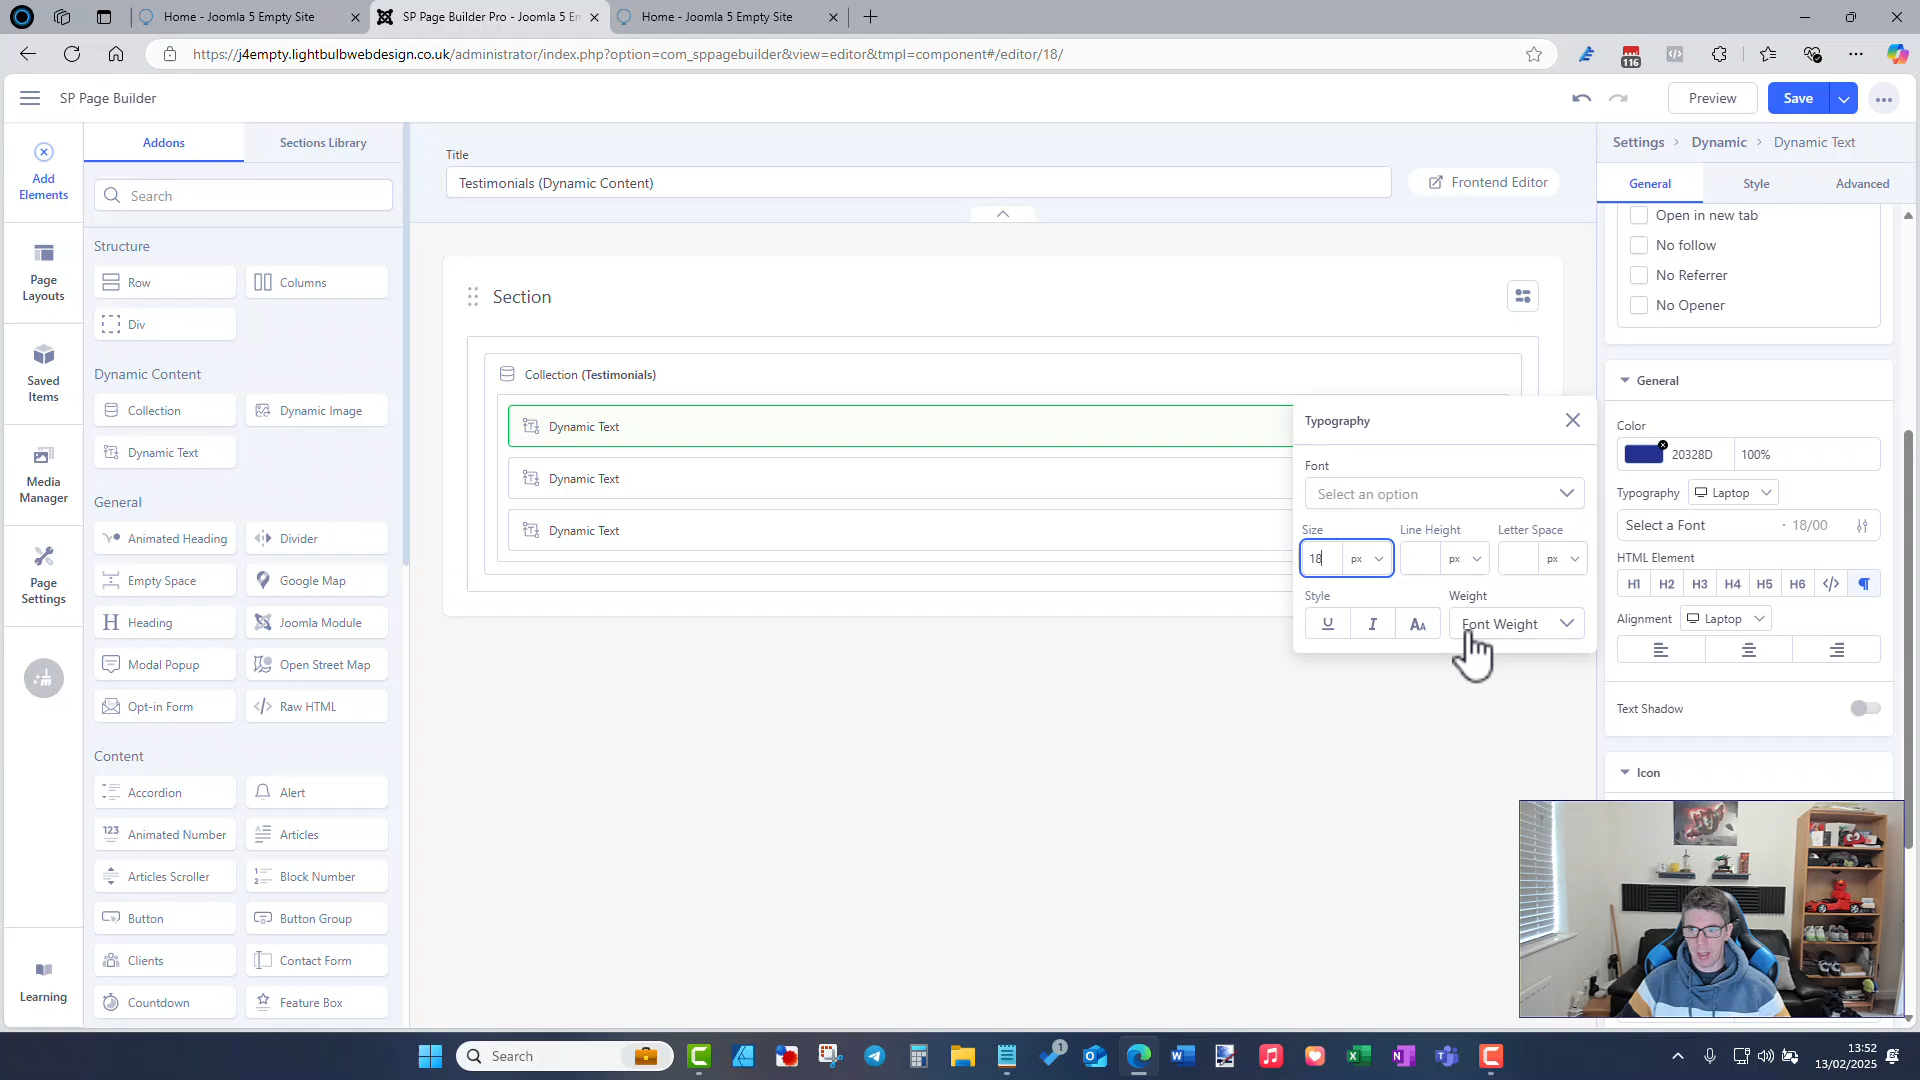 Home - Joomla 5 Empty Site
SP Page Builder Pro - Joomla 5 En
Home - Joomla 5 Empty Site
https://j4empty.lightbulbwebdesign.co.uk/administrator/index.php?option=com_sppagebuilder&view=editor&tmpl=component#/editor/18/
116
SP Page Builder
Preview
Save
Add Elements
Page Layouts
Saved Items
Media Manager
Page Settings
Learning
Addons
Sections Library
Search
Structure
Row
Columns
Div
Dynamic Content
Collection
Dynamic Image
Dynamic Text
General
Animated Heading
Divider
Empty Space
Google Map
Heading
Joomla Module
Modal Popup
Open Street Map
Opt-in Form
Raw HTML
Content
Accordion
Alert
Animated Number
Articles
Articles Scroller
Block Number
Button
Button Group
Clients
Contact Form
Countdown
Feature Box
Title
Testimonials (Dynamic Content)
Frontend Editor
Section
Collection (Testimonials)
Dynamic Text
Dynamic Text
Dynamic Text
Typography
Font
Select an option
Size
Line Height
Letter Space
18
px
px
px
Style
Weight
Font Weight
Settings > Dynamic > Dynamic Text
General
Style
Advanced
Open in new tab
No follow
No Referrer
No Opener
General
Color
20328D
100%
Typography
Laptop
Select a Font
· 18/00
HTML Element
H1 H2 H3 H4 H5 H6
Alignment
Laptop
Text Shadow
Icon
Search
1
13:52
13/02/2025